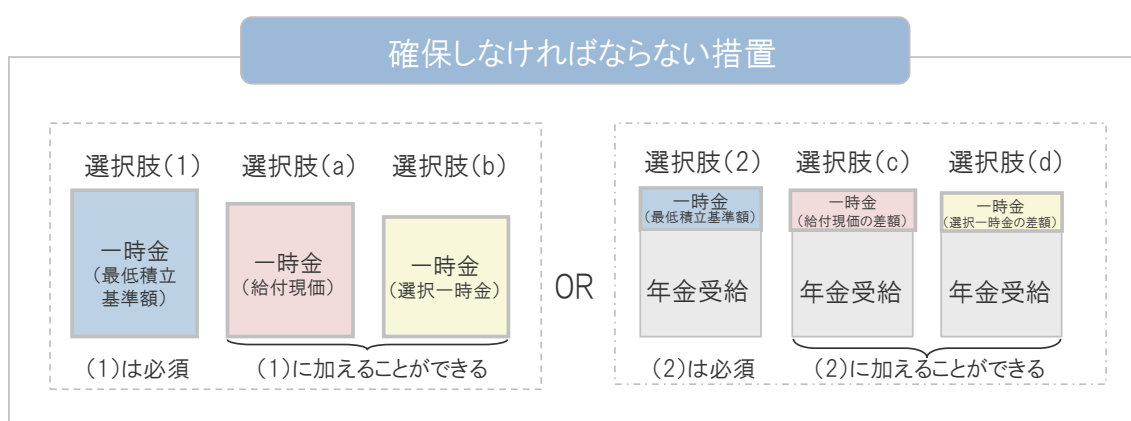 確保しなければならない措置
選択肢(1)
選択肢(a)
選択肢(b)
一時金
(最低積立
基準額)
一時金
(給付現価)
一時金
(選択一時金)
(1)は必須
(1)に加えることができる
OR
選択肢(2)
選択肢(c)
選択肢(d)
一時金
(最低積立基準額)
一時金
(給付現価の差額)
一時金
(選択一時金の差額)
年金受給
年金受給
年金受給
(2)は必須
(2)に加えることができる